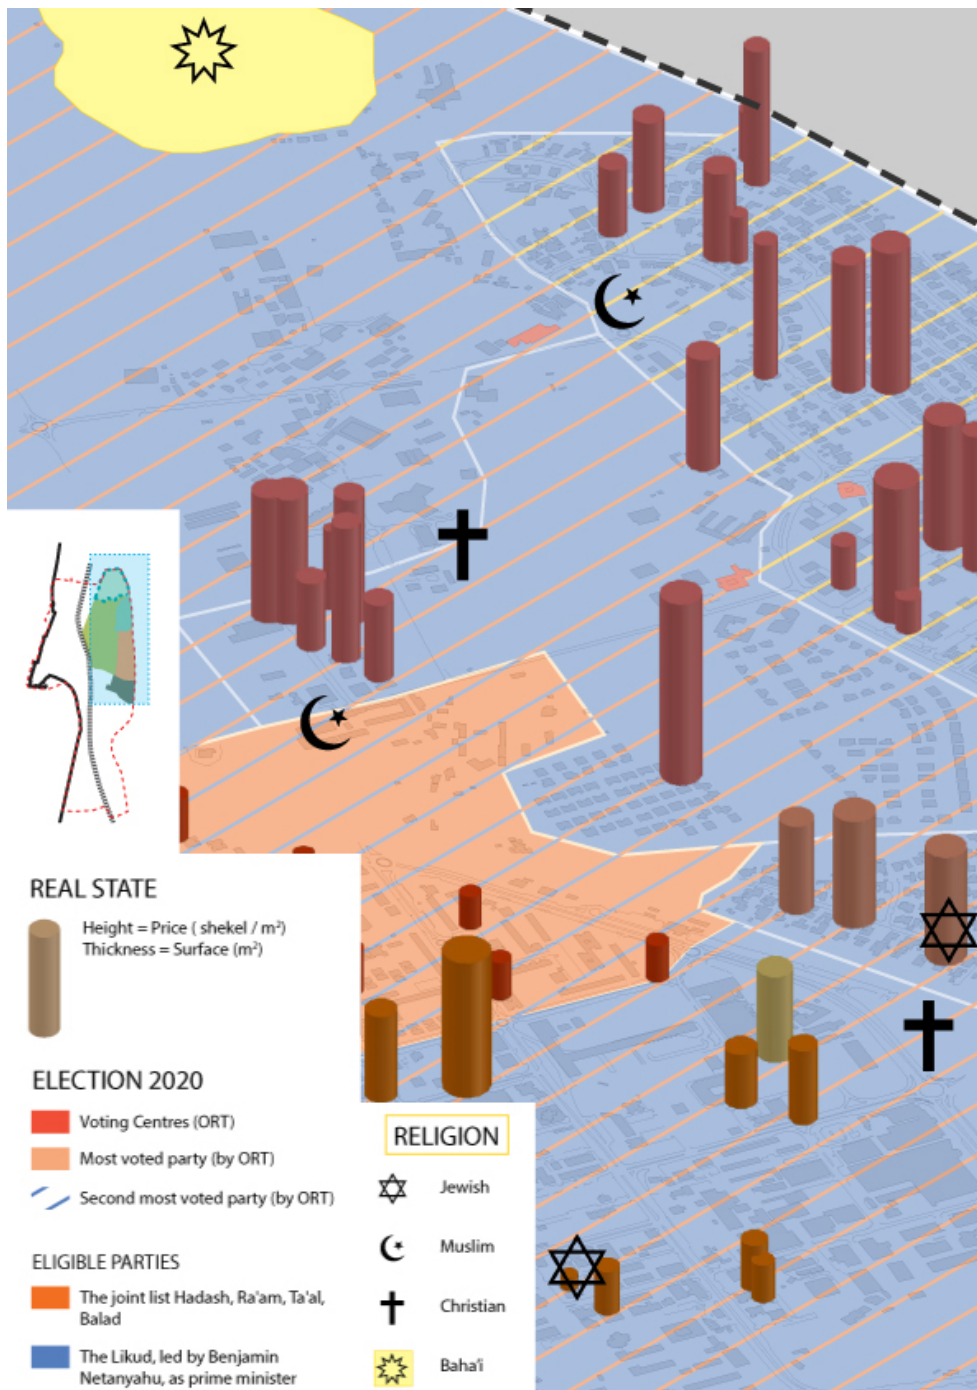 REAL STATE
Height = Price ( shekel / m²)
Thickness = Surface (m²)
ELECTION 2020
Voting Centres (ORT)
Most voted party (by ORT)
Second most voted party (by ORT)
ELIGIBLE PARTIES
The joint list Hadash, Ra'am, Ta'al,
Balad
The Likud, led by Benjamin
Netanyahu, as prime minister
RELIGION
Jewish
Muslim
Christian
Baha'i